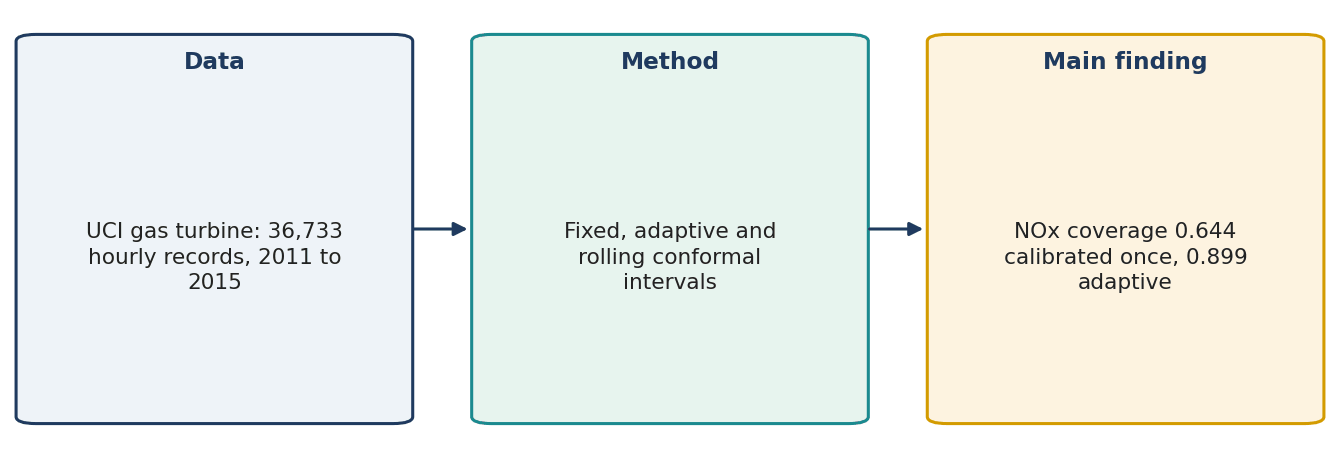 Data
UCI gas turbine: 36,733
hourly records, 2011 to
2015
Method
Fixed, adaptive and
rolling conformal
intervals
Main finding
NOx coverage 0.644
calibrated once, 0.899
adaptive